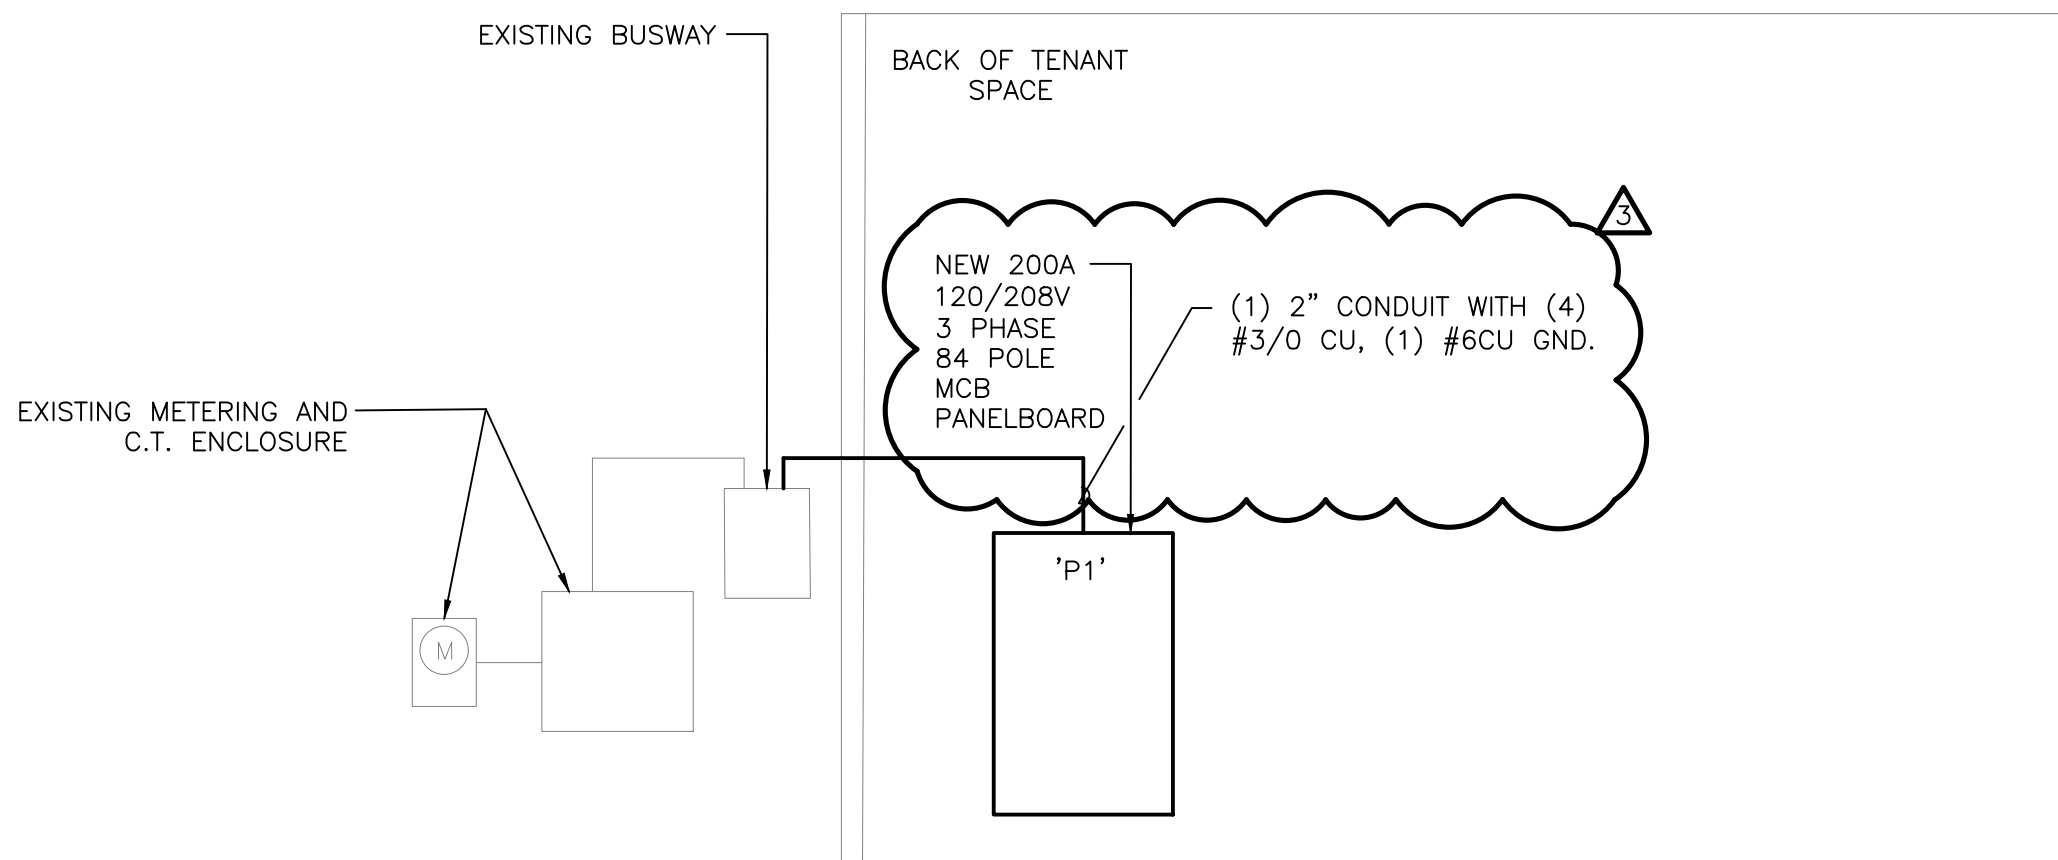 EXISTING BUSWAY
BACK OF TENANT
SPACE
3
NEW 200A
120/208V
3 PHASE
84 POLE
MCB
PANELBOARD
(1) 2” CONDUIT WITH (4)
#3/0 CU, (1) #6CU GND.
EXISTING METERING AND
C.T. ENCLOSURE
'P1'
M